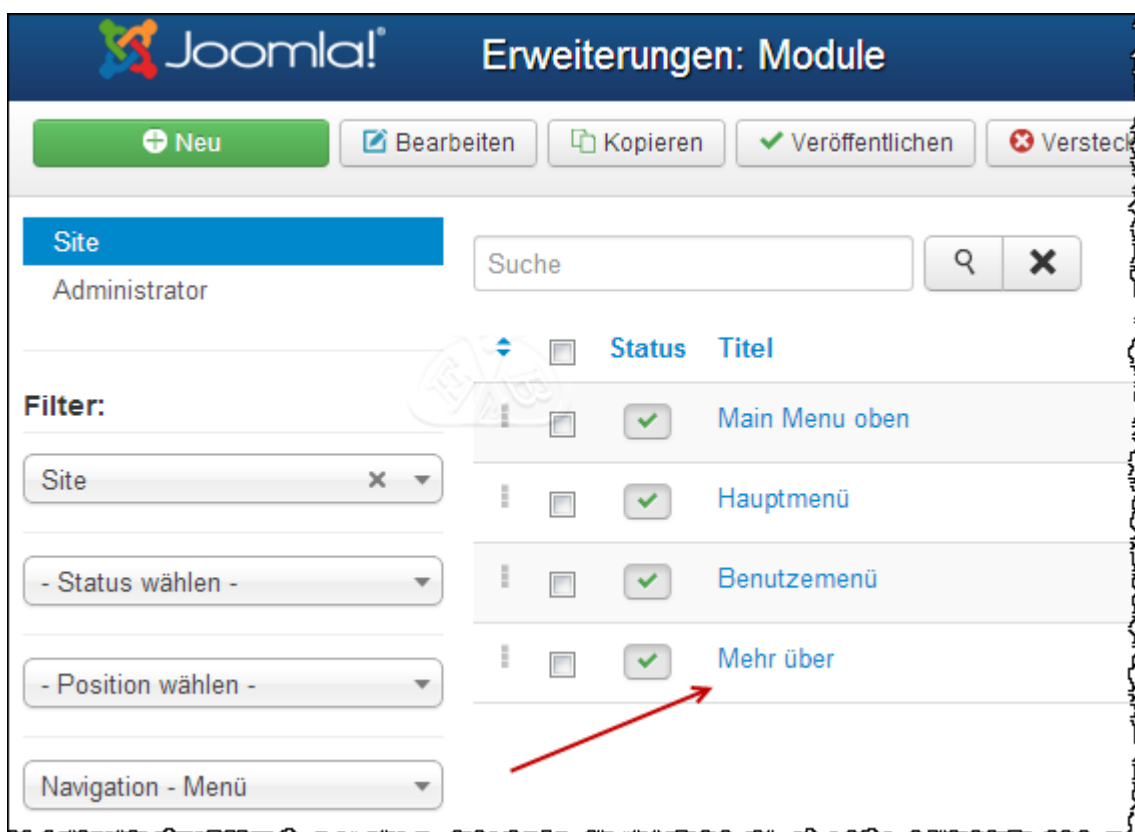 Joomla!® Erweiterungen: Module
Neu Bearbeiten Kopieren Veröffentlichen
Site
Administrator
Suche
Status Titel
Filter:
Main Menu oben
Site
Hauptmenü
- Status wählen -
Benutzemenü
Mehr über
- Position wählen -
Navigation - Menü